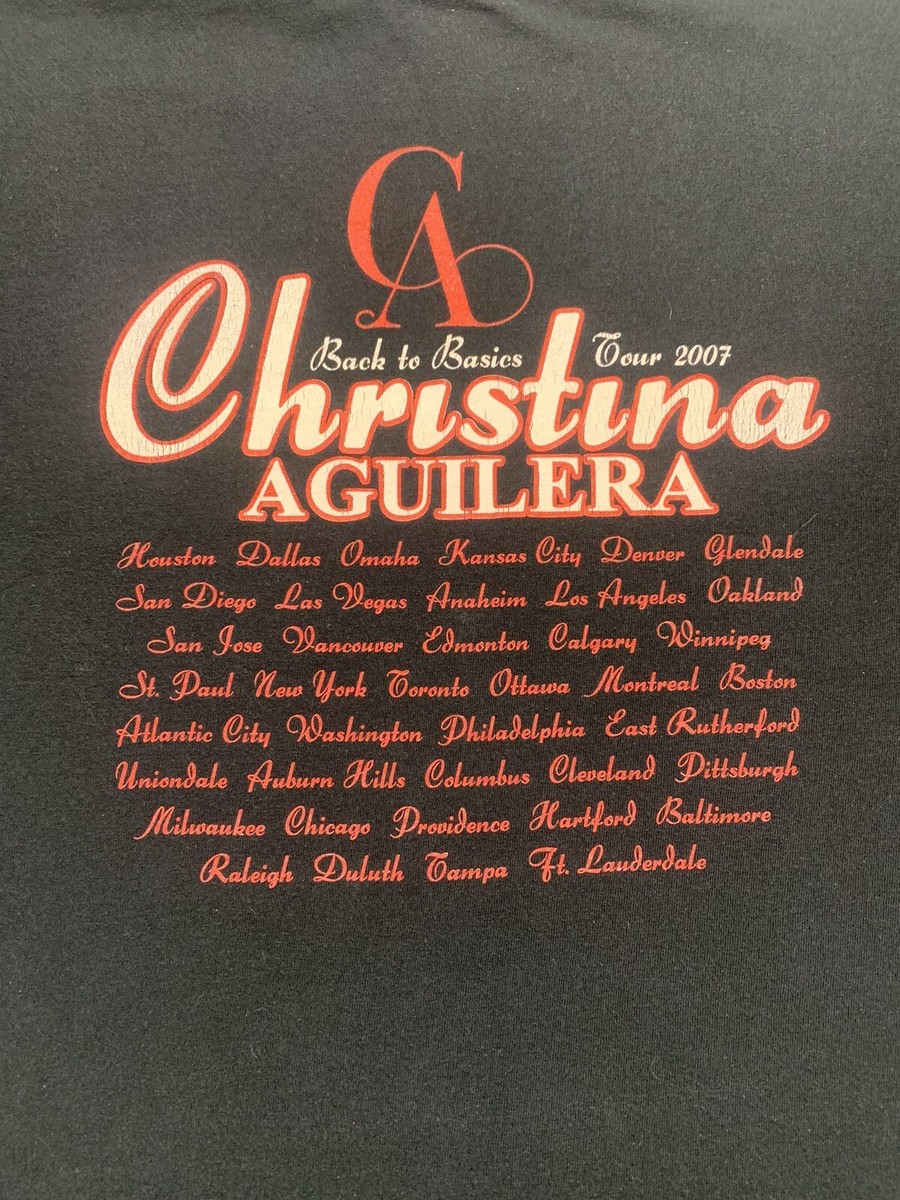 CA
Back to Basics Tour 2007
Christina
AGUILERA
Houston Dallas Omaha Kansas City Denver Glendale
San Diego Las Vegas Anaheim Los Angeles Oakland
San Jose Vancouver Edmonton Calgary Winnipeg
St. Paul New York Toronto Ottawa Montreal Boston
Atlantic City Washington Philadelphia East Rutherford
Uniondale Auburn Hills Columbus Cleveland Pittsburgh
Milwaukee Chicago Providence Hartford Baltimore
Raleigh Duluth Tampa Ft. Lauderdale